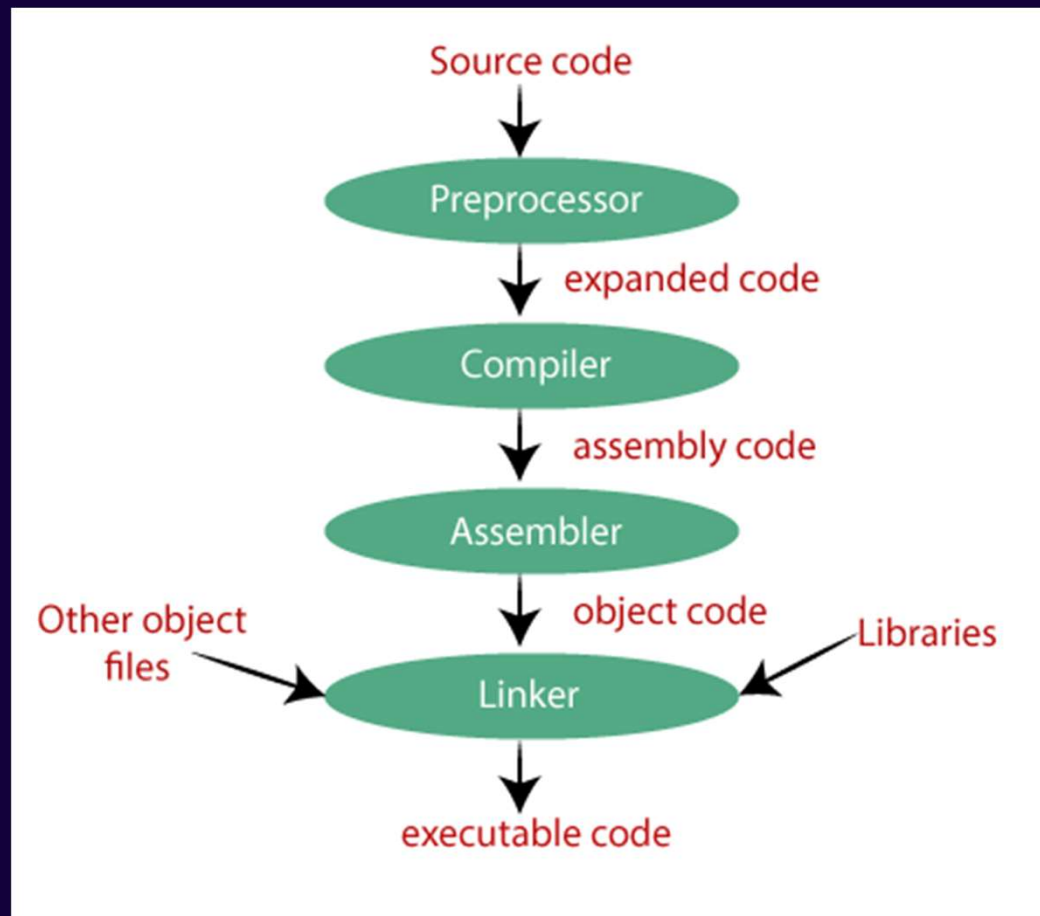 Source code
Preprocessor
expanded code
Compiler
assembly code
Assembler
object code
Other object
files
Libraries
Linker
executable code